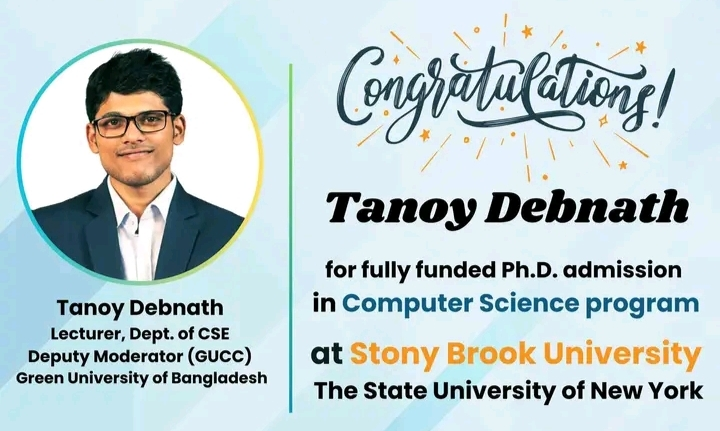 Tanoy Debnath
Lecturer, Dept. of CSE
Deputy Moderator (GUCC)
Green University of Bangladesh
Congratulations!
Tanoy Debnath
for fully funded Ph.D. admission
in Computer Science program
at Stony Brook University
The State University of New York